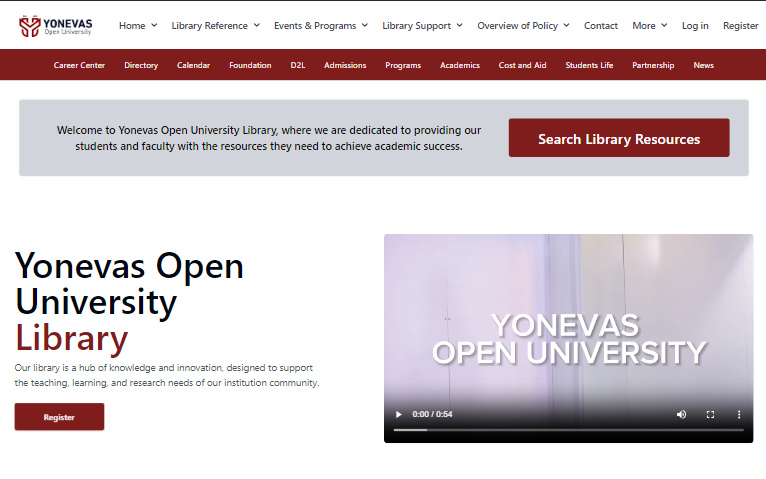 YONEVAS
Open University
Home Library Reference Events & Programs Library Support Overview of Policy Contact More Log in Register
Career Center Directory Calendar Foundation D2L Admissions Programs Academics Cost and Aid Students Life Partnership News
Welcome to Yonevas Open University Library, where we are dedicated to providing our
students and faculty with the resources they need to achieve academic success.
Search Library Resources
Yonevas Open
University
Library
Our library is a hub of knowledge and innovation, designed to support
the teaching, learning, and research needs of our institution community.
Register
YONEVAS
OPEN UNIVERSITY
0:00 / 0:54